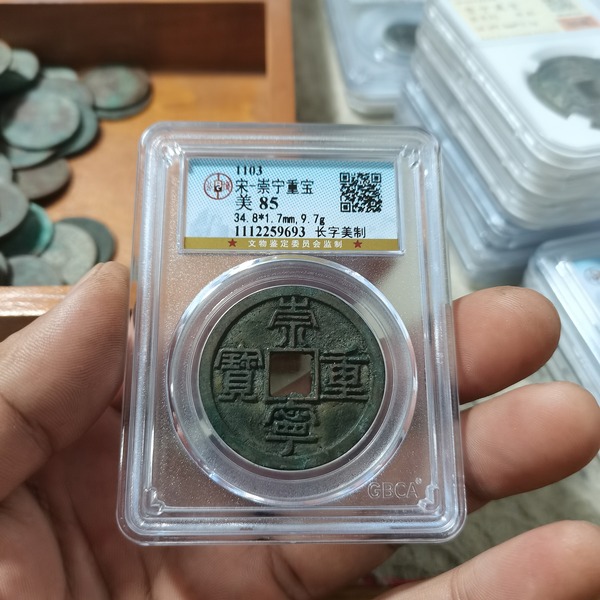 1103
宋-崇宁重宝
美 85
34.8*1.7mm,9.7g
1112259693 长字美制
★ 文物鉴定委员会监制 ★
崇
寶 重
寧
GBCA®